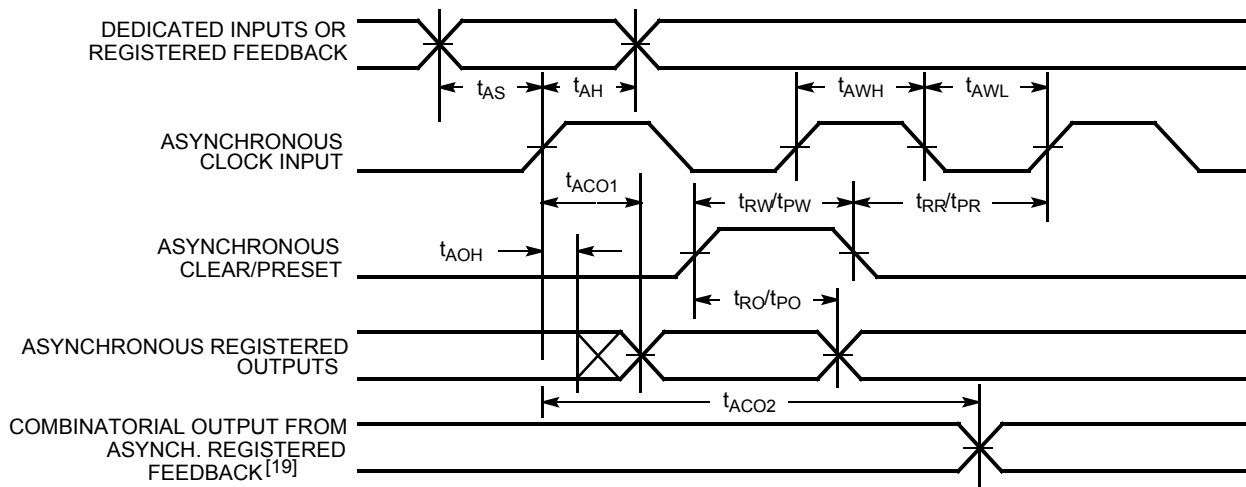 DEDICATED INPUTS OR
REGISTERED FEEDBACK
tAS
tAH
tAWH
tAWL
ASYNCHRONOUS
CLOCK INPUT
tACO1
tRW/tPW
tRR/tPR
ASYNCHRONOUS
CLEAR/PRESET
tAOH
tRO/tPO
ASYNCHRONOUS REGISTERED
OUTPUTS
tACO2
COMBINATORIAL OUTPUT FROM
ASYNCH. REGISTERED
FEEDBACK[19]